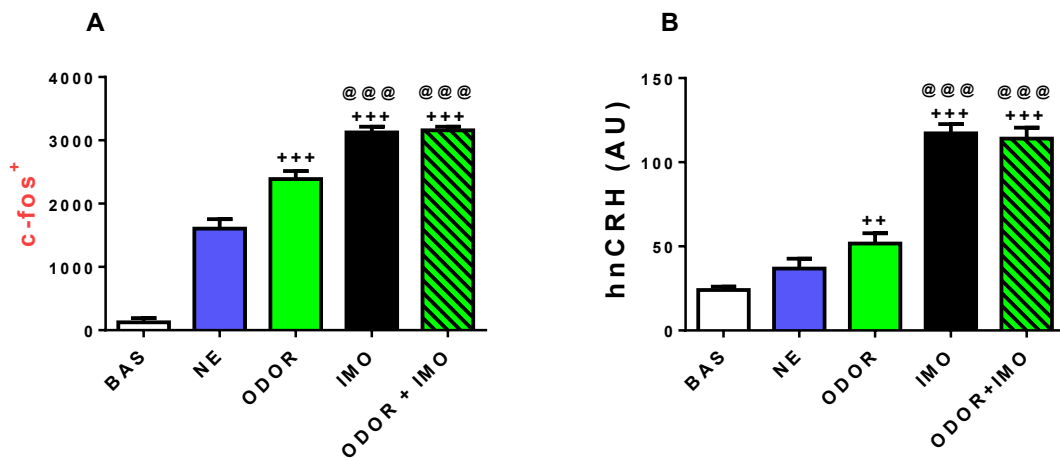 A
c-fos⁺
4000
3000
2000
1000
0
+++
@@@
+++
@@@
+++
BAS
NE
ODOR
IMO
ODOR + IMO
B
hnCRH (AU)
150
100
50
0
++
@@@
+++
@@@
+++
BAS
NE
ODOR
IMO
ODOR+IMO